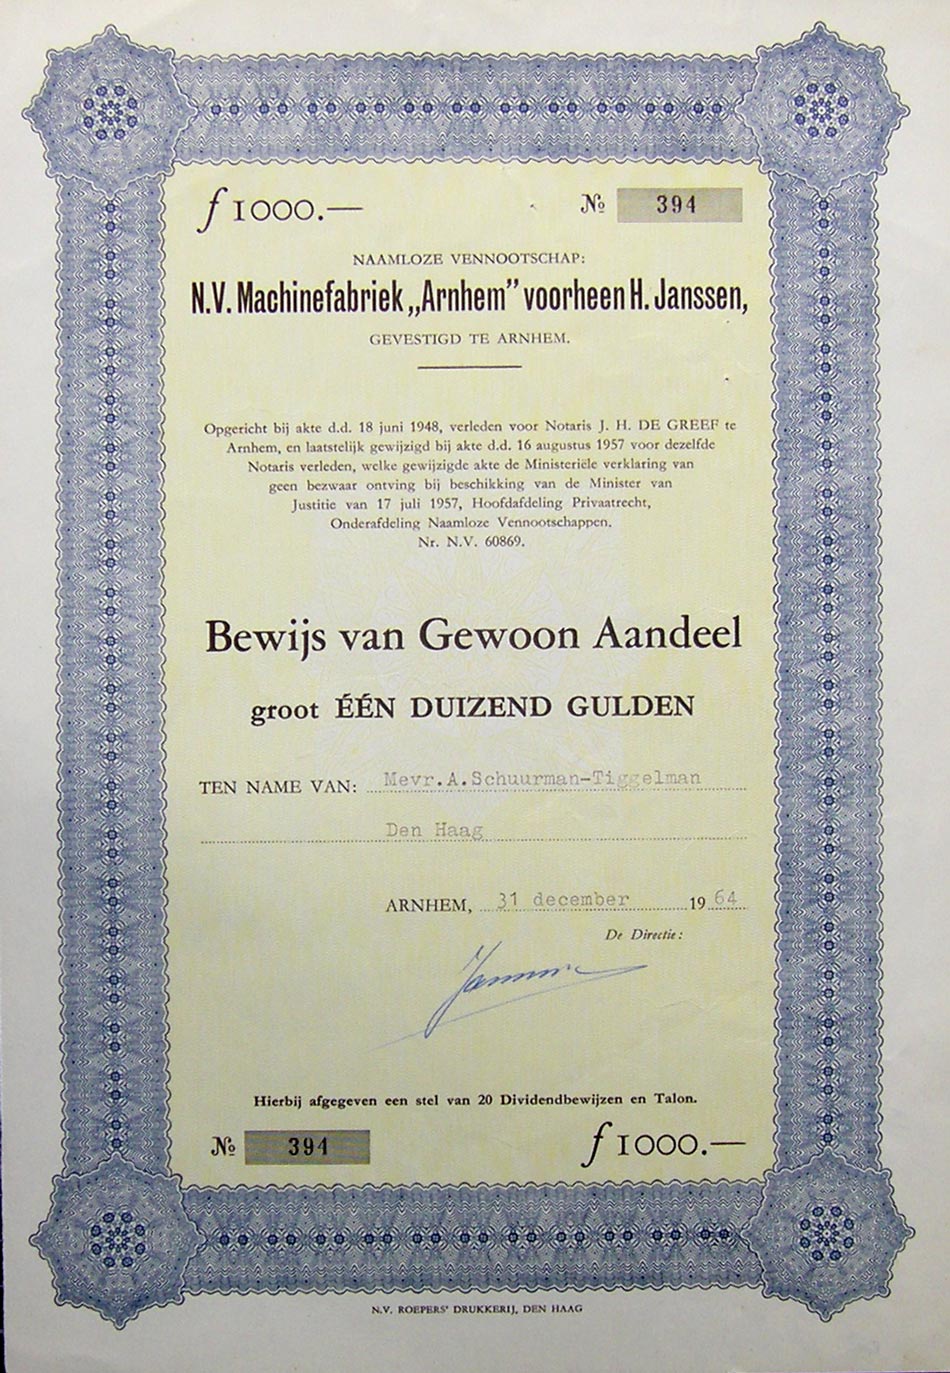 ƒ 1000.— № 394
NAAMLOZE VENNOOTSCHAP:
N.V. Machinefabriek „Arnhem” voorheen H. Janssen,
GEVESTIGD TE ARNHEM.
Opgericht bij akte d.d. 18 juni 1948, verleden voor Notaris J. H. DE GREEF te
Arnhem, en laatstelijk gewijzigd bij akte d.d. 16 augustus 1957 voor dezelfde
Notaris verleden, welke gewijzigde akte de Ministeriële verklaring van
geen bezwaar ontving bij beschikking van de Minister van
Justitie van 17 juli 1957, Hoofdafdeling Privaatrecht,
Onderafdeling Naamloze Vennootschappen.
Nr. N.V. 60869.
Bewijs van Gewoon Aandeel
groot ÉÉN DUIZEND GULDEN
TEN NAME VAN: Mevr.A.Schuurman-Tiggelman
Den Haag
ARNHEM, 31 december 1964
De Directie:
Hierbij afgegeven een stel van 20 Dividendbewijzen en Talon.
№ 394 ƒ 1000.—
N.V. ROEPERS' DRUKKERIJ, DEN HAAG